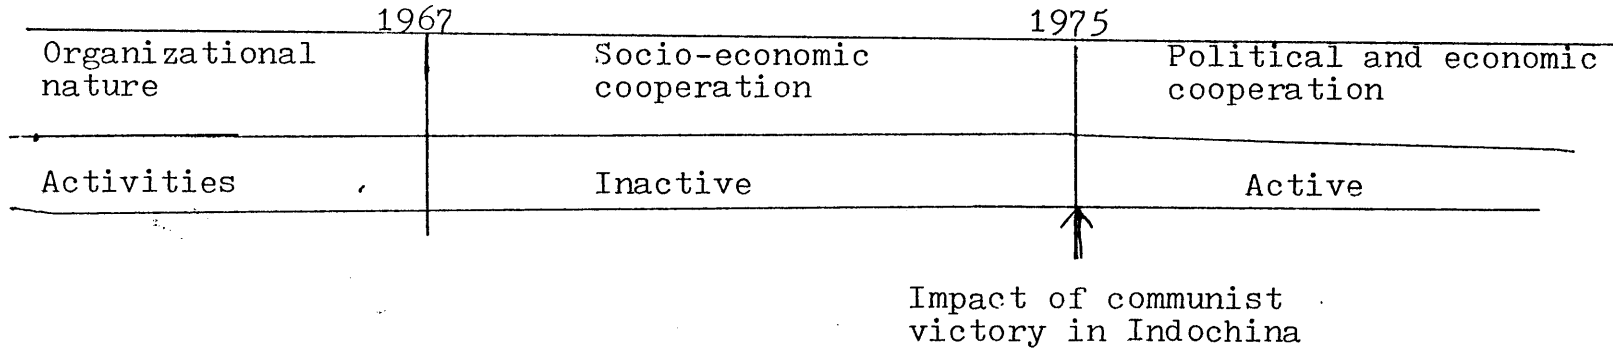 1967 1975
Organizational Socio-economic Political and economic
nature cooperation cooperation
Activities Inactive Active
Impact of communist
victory in Indochina